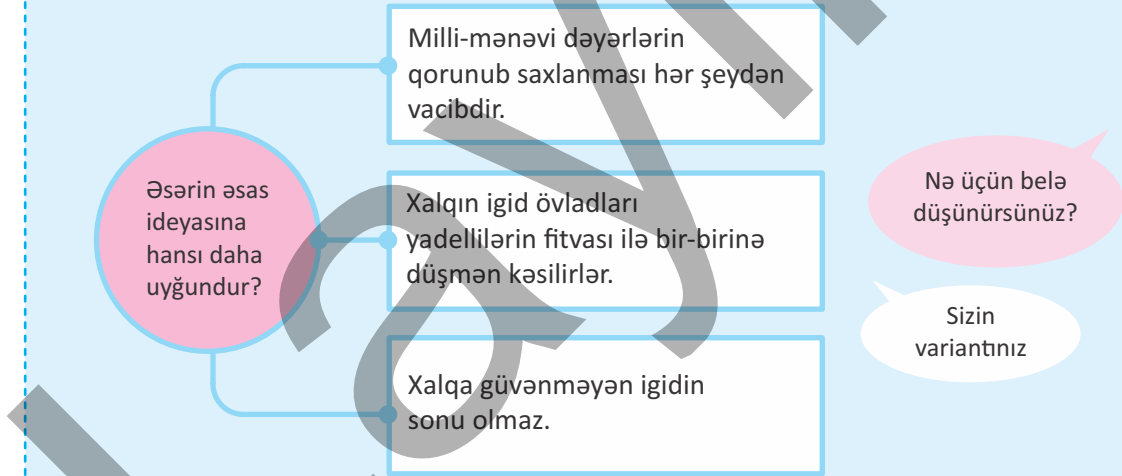 Milli-mənəvi dəyərlərin
qorunub saxlanması hər şeydən
vacibdir.
Əsərin əsas
ideyasına
hansı daha
uyğundur?
Xalqın igid övladları
yadellilərin fitvası ilə bir-birinə
düşmən kəsilirlər.
Xalqa güvənməyən igidin
sonu olmaz.
Nə üçün belə
düşünürsünüz?
Sizin
variantınız